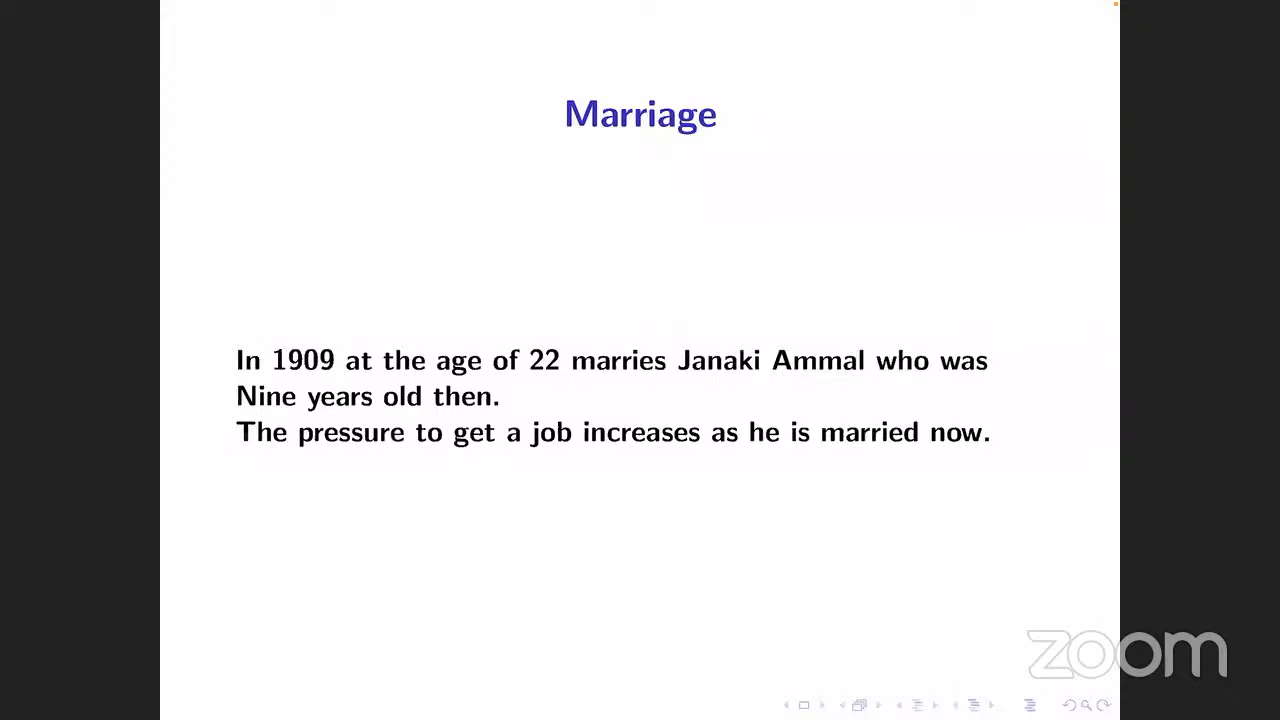 Marriage
In 1909 at the age of 22 marries Janaki Ammal who was
Nine years old then.
The pressure to get a job increases as he is married now.
zoom